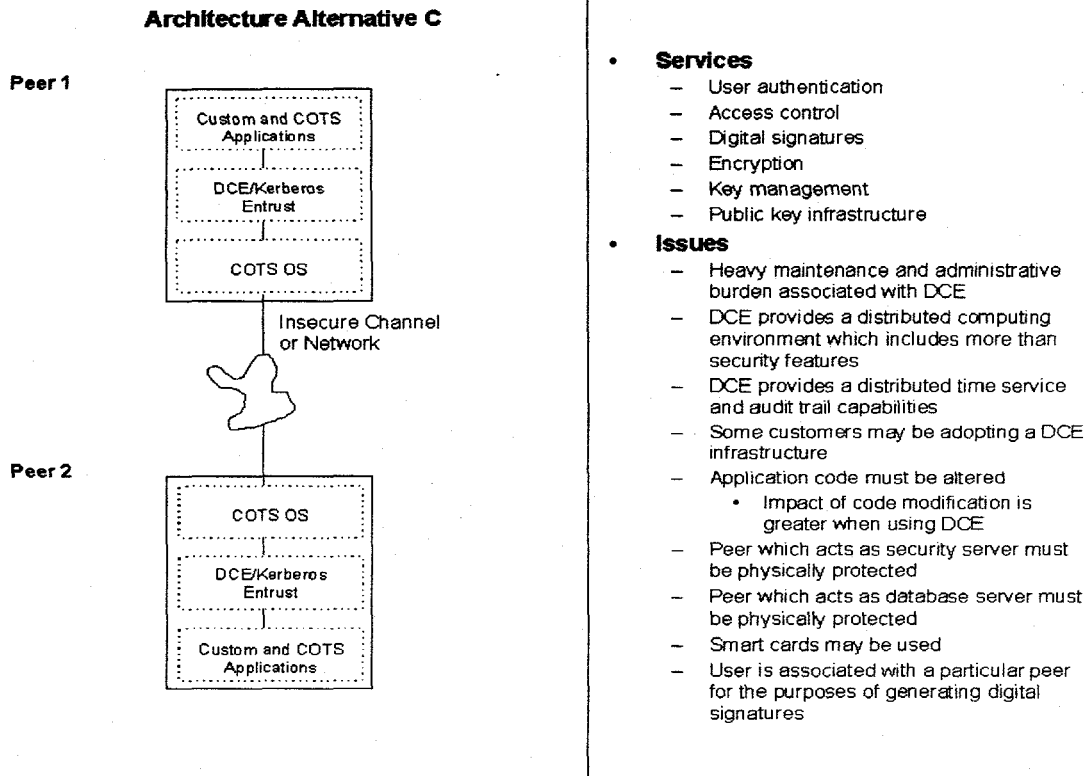 Architecture Alternative C
Peer 1
Custom and COTS
Applications
DCE/Kerberos
Entrust
COTS OS
Insecure Channel
or Network
Peer 2
COTS OS
DCE/Kerberos
Entrust
Custom and COTS
Applications
• Services
– User authentication
– Access control
– Digital signatures
– Encryption
– Key management
– Public key infrastructure
• Issues
– Heavy maintenance and administrative
burden associated with DCE
– DCE provides a distributed computing
environment which includes more than
security features
– DCE provides a distributed time service
and audit trail capabilities
– Some customers may be adopting a DCE
infrastructure
– Application code must be altered
• Impact of code modification is
greater when using DCE
– Peer which acts as security server must
be physically protected
– Peer which acts as database server must
be physically protected
– Smart cards may be used
– User is associated with a particular peer
for the purposes of generating digital
signatures